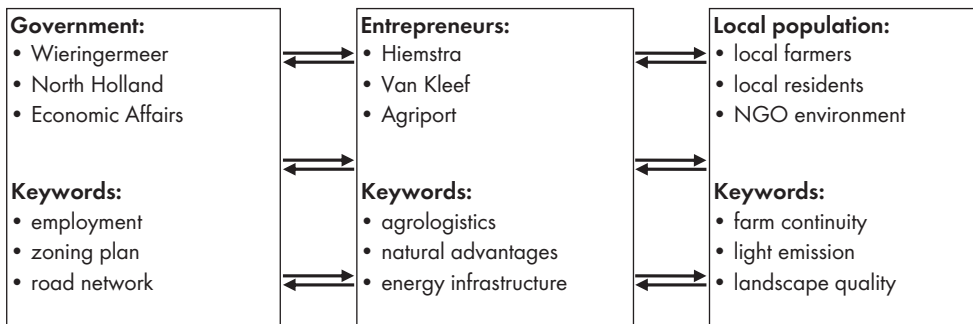 Government:
• Wieringermeer
• North Holland
• Economic Affairs
Keywords:
• employment
• zoning plan
• road network
Entrepreneurs:
• Hiemstra
• Van Kleef
• Agriport
Keywords:
• agrologistics
• natural advantages
• energy infrastructure
Local population:
• local farmers
• local residents
• NGO environment
Keywords:
• farm continuity
• light emission
• landscape quality